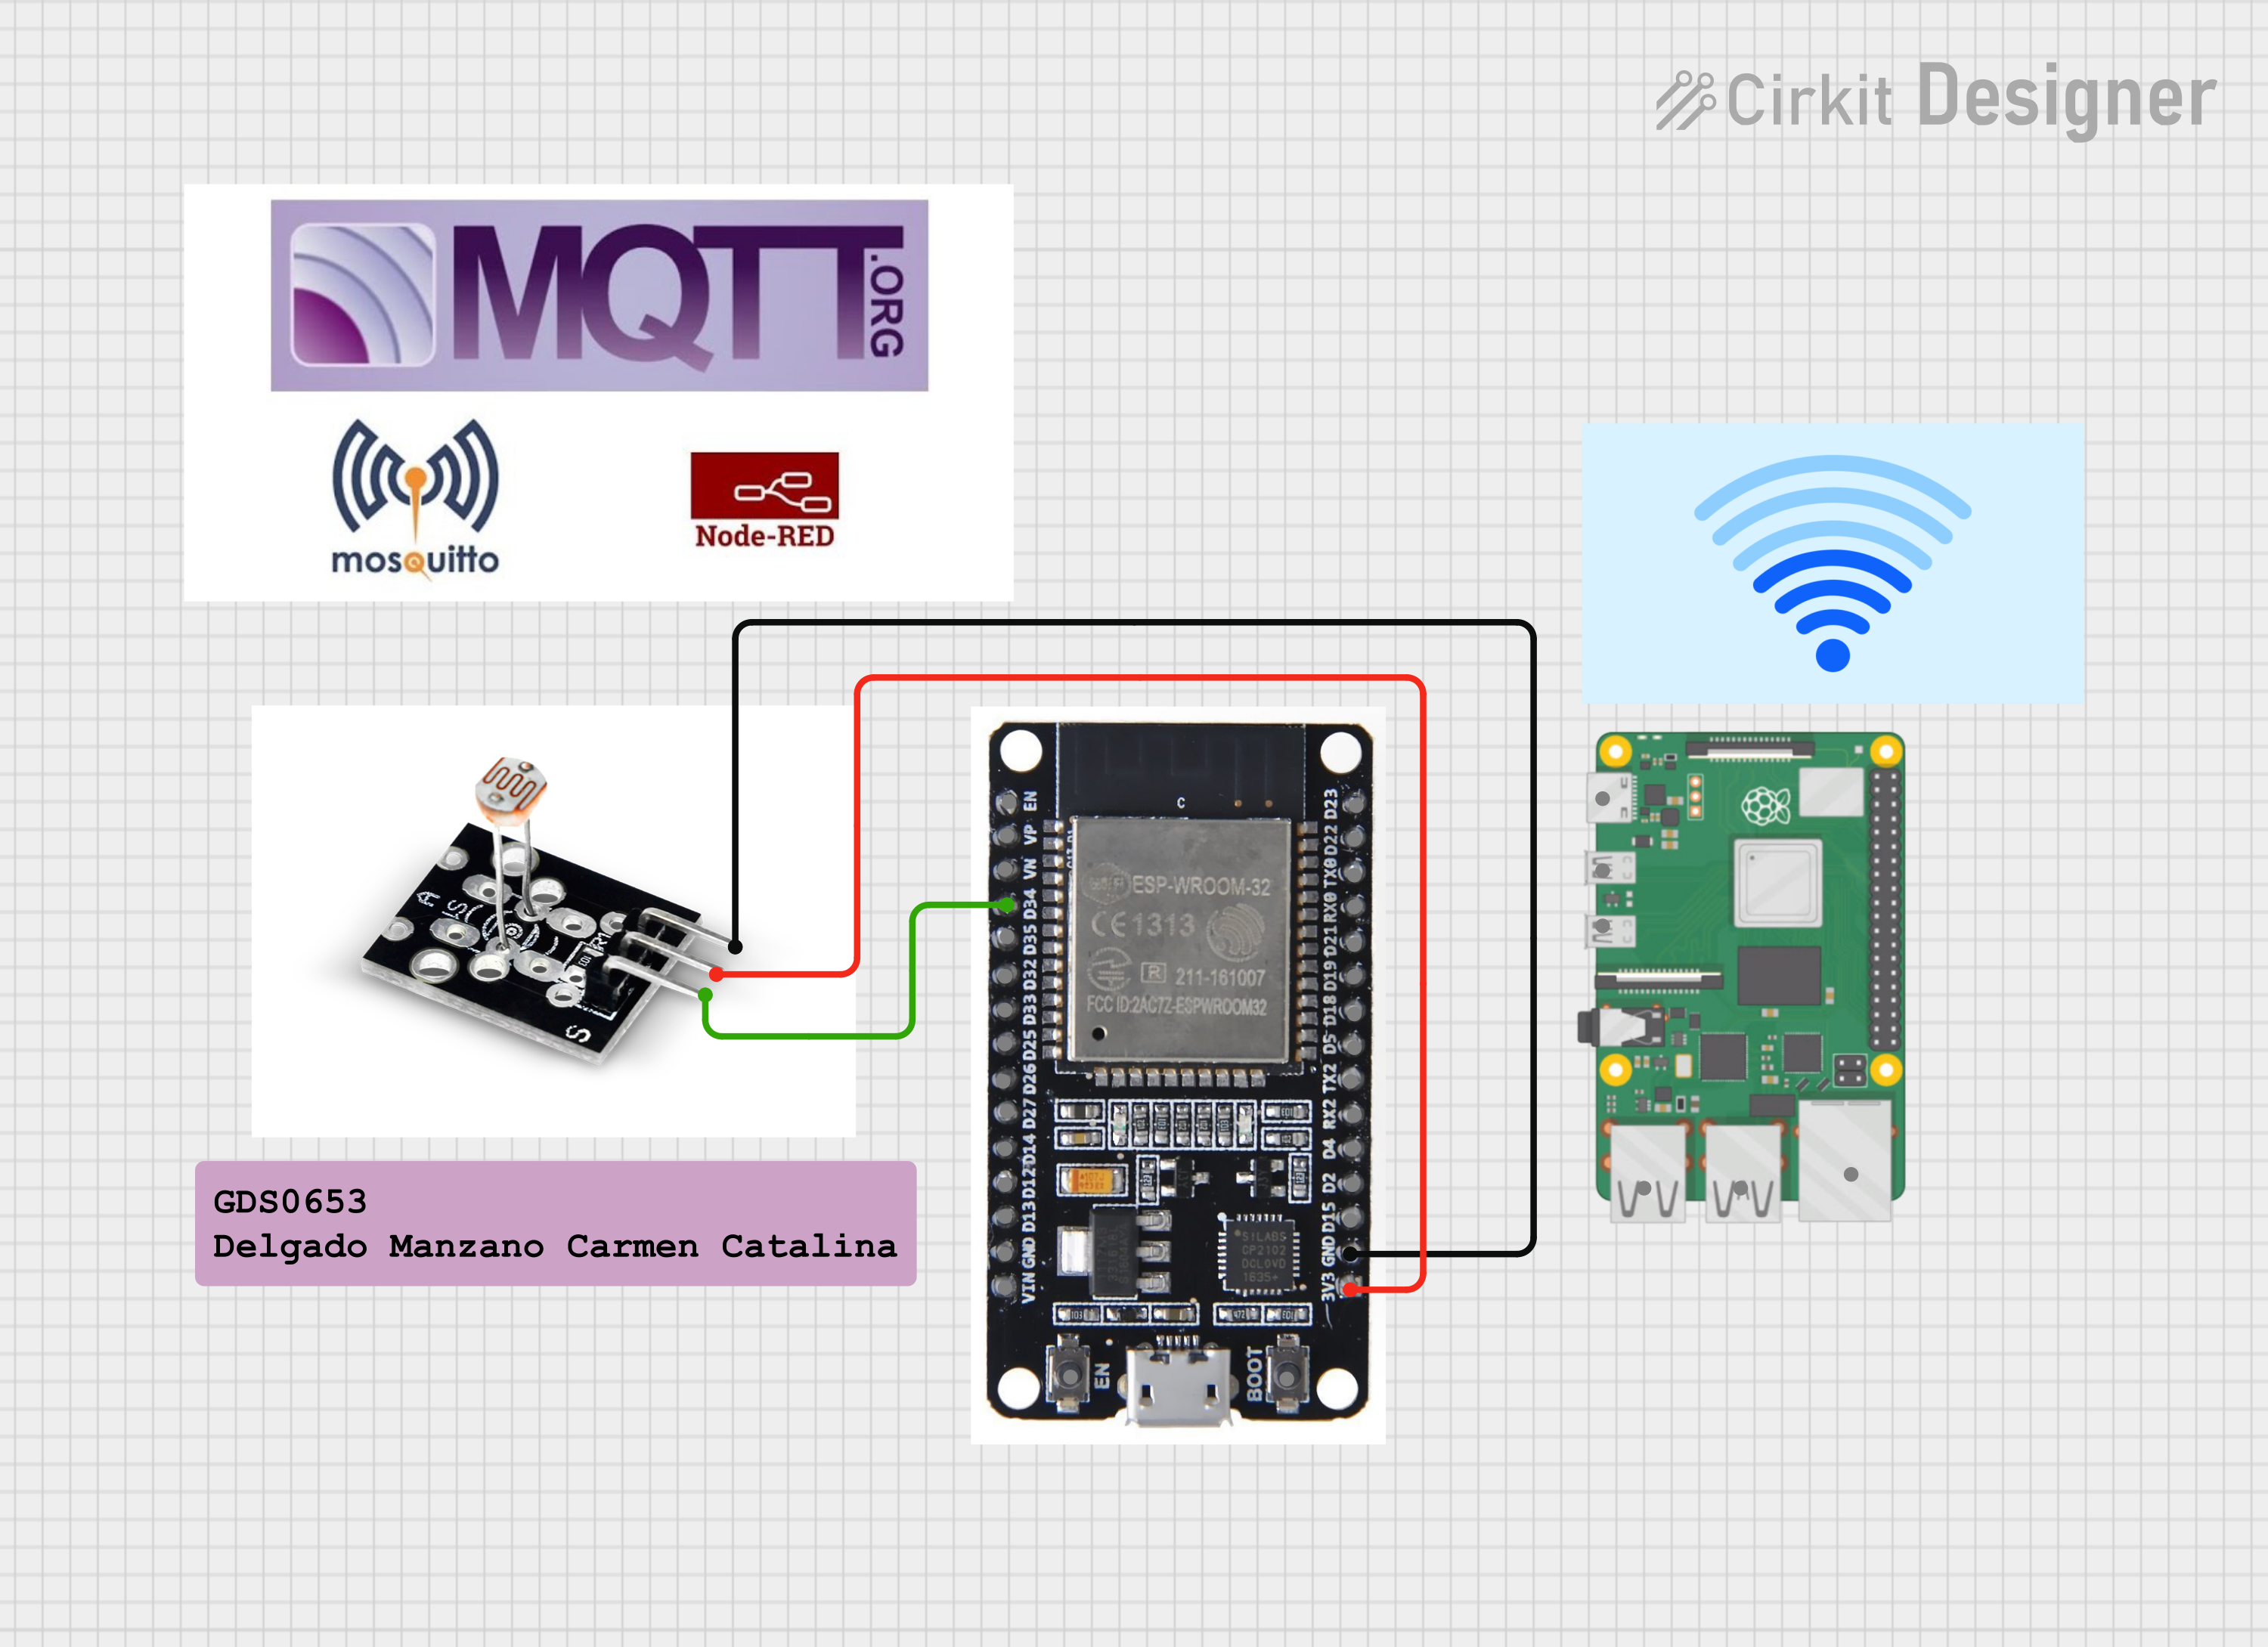 Cirkit Designer
MQTT
.ORG
mosquitto
Node-RED
A
R1
S
GDS0653
Delgado Manzano Carmen Catalina
C
ESP-WROOM-32
CE 1313
R 211-161007
FCC ID:2AC7Z-ESPWROOM32
EN
VP
VN
D34
D35
D32
D33
D25
D26
D27
D14
D12
D13
GND
VIN
D23
D22
TX0
RX0
D21
D19
D18
D5
TX2
RX2
D4
D2
D15
GND
3V3
SILABS
CP2102
DCL0VD
1635+
EN
BOOT